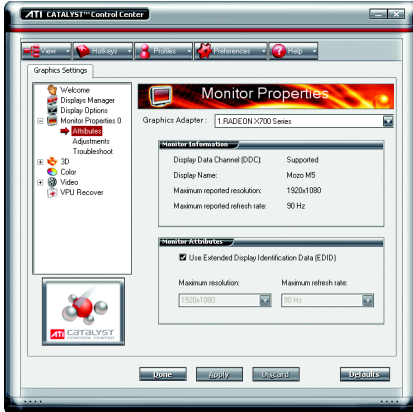 ATI CATALYST™ Control Center
View Hotkeys Profiles Preferences Help
Graphics Settings
Welcome
Displays Manager
Display Options
Monitor Properties 0
Attributes
Adjustments
Troubleshoot
3D
Color
Video
VPU Recover
ATI CATALYST
CONTROL CENTER
Monitor Properties
Graphics Adapter : 1.RADEON X700 Series
Monitor Information
Display Data Channel (DDC): Supported
Display Name: Mozo M5
Maximum reported resolution: 1920x1080
Maximum reported refresh rate: 90 Hz
Monitor Attributes
Use Extended Display Identification Data (EDID)
Maximum resolution: Maximum refresh rate:
1920x1080 90 Hz
Done Apply Discard Defaults